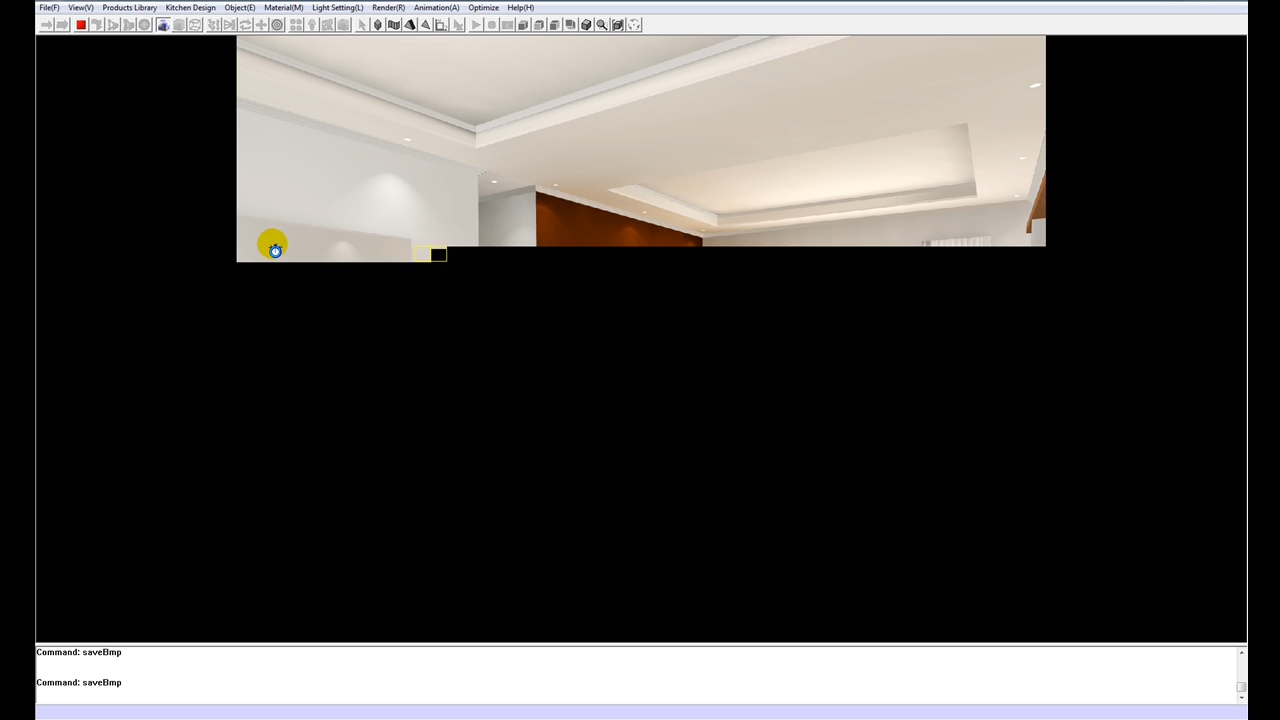 File(F) View(V) Products Library Kitchen Design Object(E) Material(M) Light Setting(L) Render(R) Animation(A) Optimize Help(H)
Command: saveBmp
Command: saveBmp